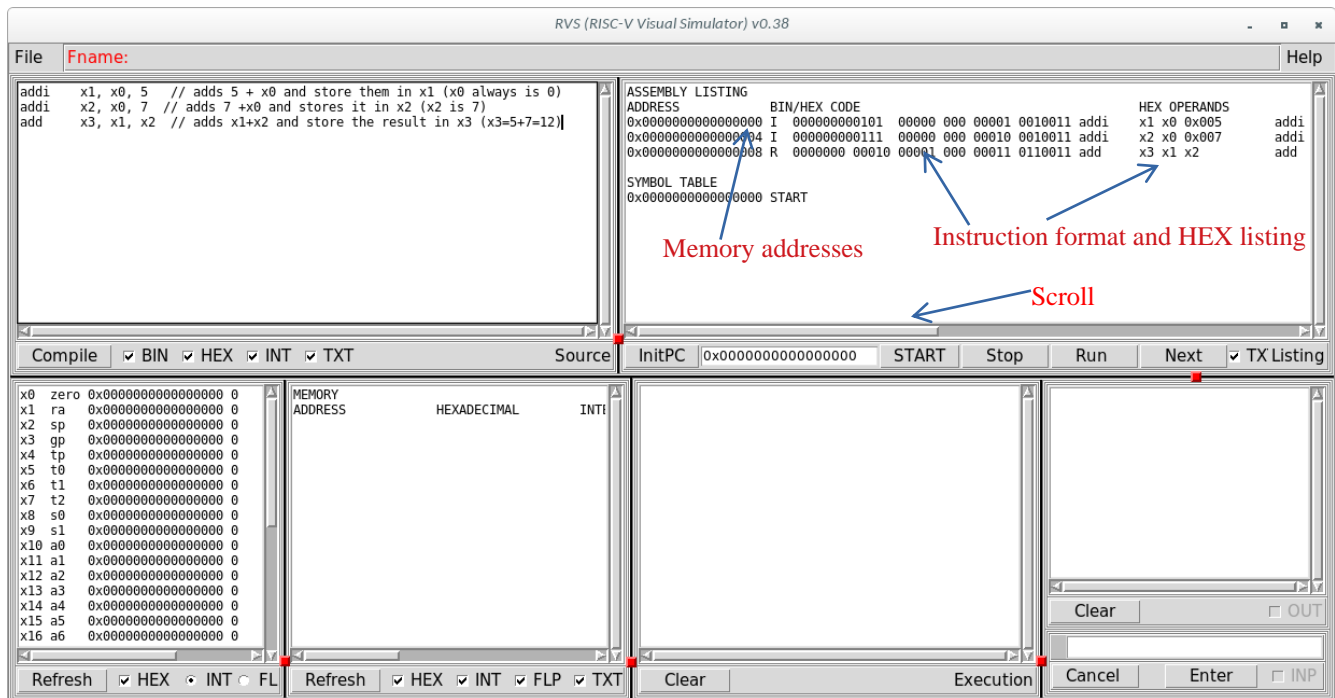 RVS (RISC-V Visual Simulator) v0.38
File Fname: Help
addi x1, x0, 5 // adds 5 + x0 and store them in x1 (x0 always is 0)
addi x2, x0, 7 // adds 7 +x0 and stores it in x2 (x2 is 7)
add x3, x1, x2 // adds x1+x2 and store the result in x3 (x3=5+7=12)
Compile BIN HEX INT TXT Source
ASSEMBLY LISTING
ADDRESS BIN/HEX CODE HEX OPERANDS
0x0000000000000000 I 000000000101 00000 000 00001 0010011 addi x1 x0 0x005 addi
0x0000000000000004 I 000000000111 00000 000 00010 0010011 addi x2 x0 0x007 addi
0x0000000000000008 R 0000000 00010 00001 000 00011 0110011 add x3 x1 x2 add
SYMBOL TABLE
0x0000000000000000 START
Memory addresses
Instruction format and HEX listing
Scroll
InitPC 0x0000000000000000 START Stop Run Next TX Listing
x0 zero 0x0000000000000000 0
x1 ra 0x0000000000000000 0
x2 sp 0x0000000000000000 0
x3 gp 0x0000000000000000 0
x4 tp 0x0000000000000000 0
x5 t0 0x0000000000000000 0
x6 t1 0x0000000000000000 0
x7 t2 0x0000000000000000 0
x8 s0 0x0000000000000000 0
x9 s1 0x0000000000000000 0
x10 a0 0x0000000000000000 0
x11 a1 0x0000000000000000 0
x12 a2 0x0000000000000000 0
x13 a3 0x0000000000000000 0
x14 a4 0x0000000000000000 0
x15 a5 0x0000000000000000 0
x16 a6 0x0000000000000000 0
Refresh HEX INT FL
MEMORY
ADDRESS HEXADECIMAL INTE
Refresh HEX INT FLP TXT
Clear Execution
Clear OUT
Cancel Enter INP